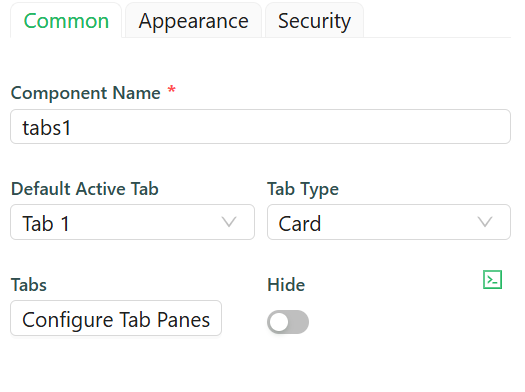 Common Appearance Security
Component Name *
tabs1
Default Active Tab Tab Type
Tab 1 Card
Tabs Hide
Configure Tab Panes